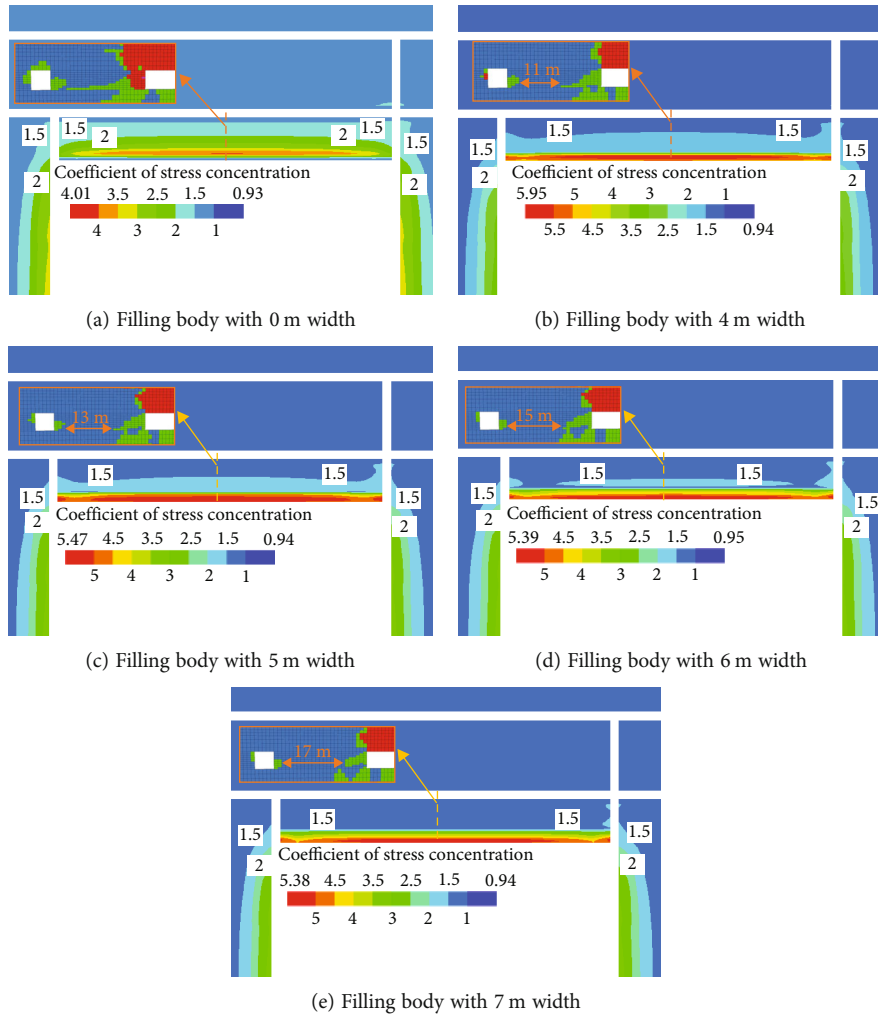 11 m
1.5
1.5
2
2
1.5
1.5
2
2
Coefficient of stress concentration
4.01 3.5 2.5 1.5 0.93
4 3 2 1
(a) Filling body with 0 m width
1.5
1.5
1.5
1.5
2
2
Coefficient of stress concentration
5.95 5 4 3 2 1
5.5 4.5 3.5 2.5 1.5 0.94
(b) Filling body with 4 m width
13 m
1.5
1.5
1.5
1.5
2
2
Coefficient of stress concentration
5.47 4.5 3.5 2.5 1.5 0.94
5 4 3 2 1
(c) Filling body with 5 m width
15 m
1.5
1.5
1.5
1.5
2
2
Coefficient of stress concentration
5.39 4.5 3.5 2.5 1.5 0.95
5 4 3 2 1
(d) Filling body with 6 m width
17 m
1.5
1.5
1.5
1.5
2
2
Coefficient of stress concentration
5.38 4.5 3.5 2.5 1.5 0.94
5 4 3 2 1
(e) Filling body with 7 m width